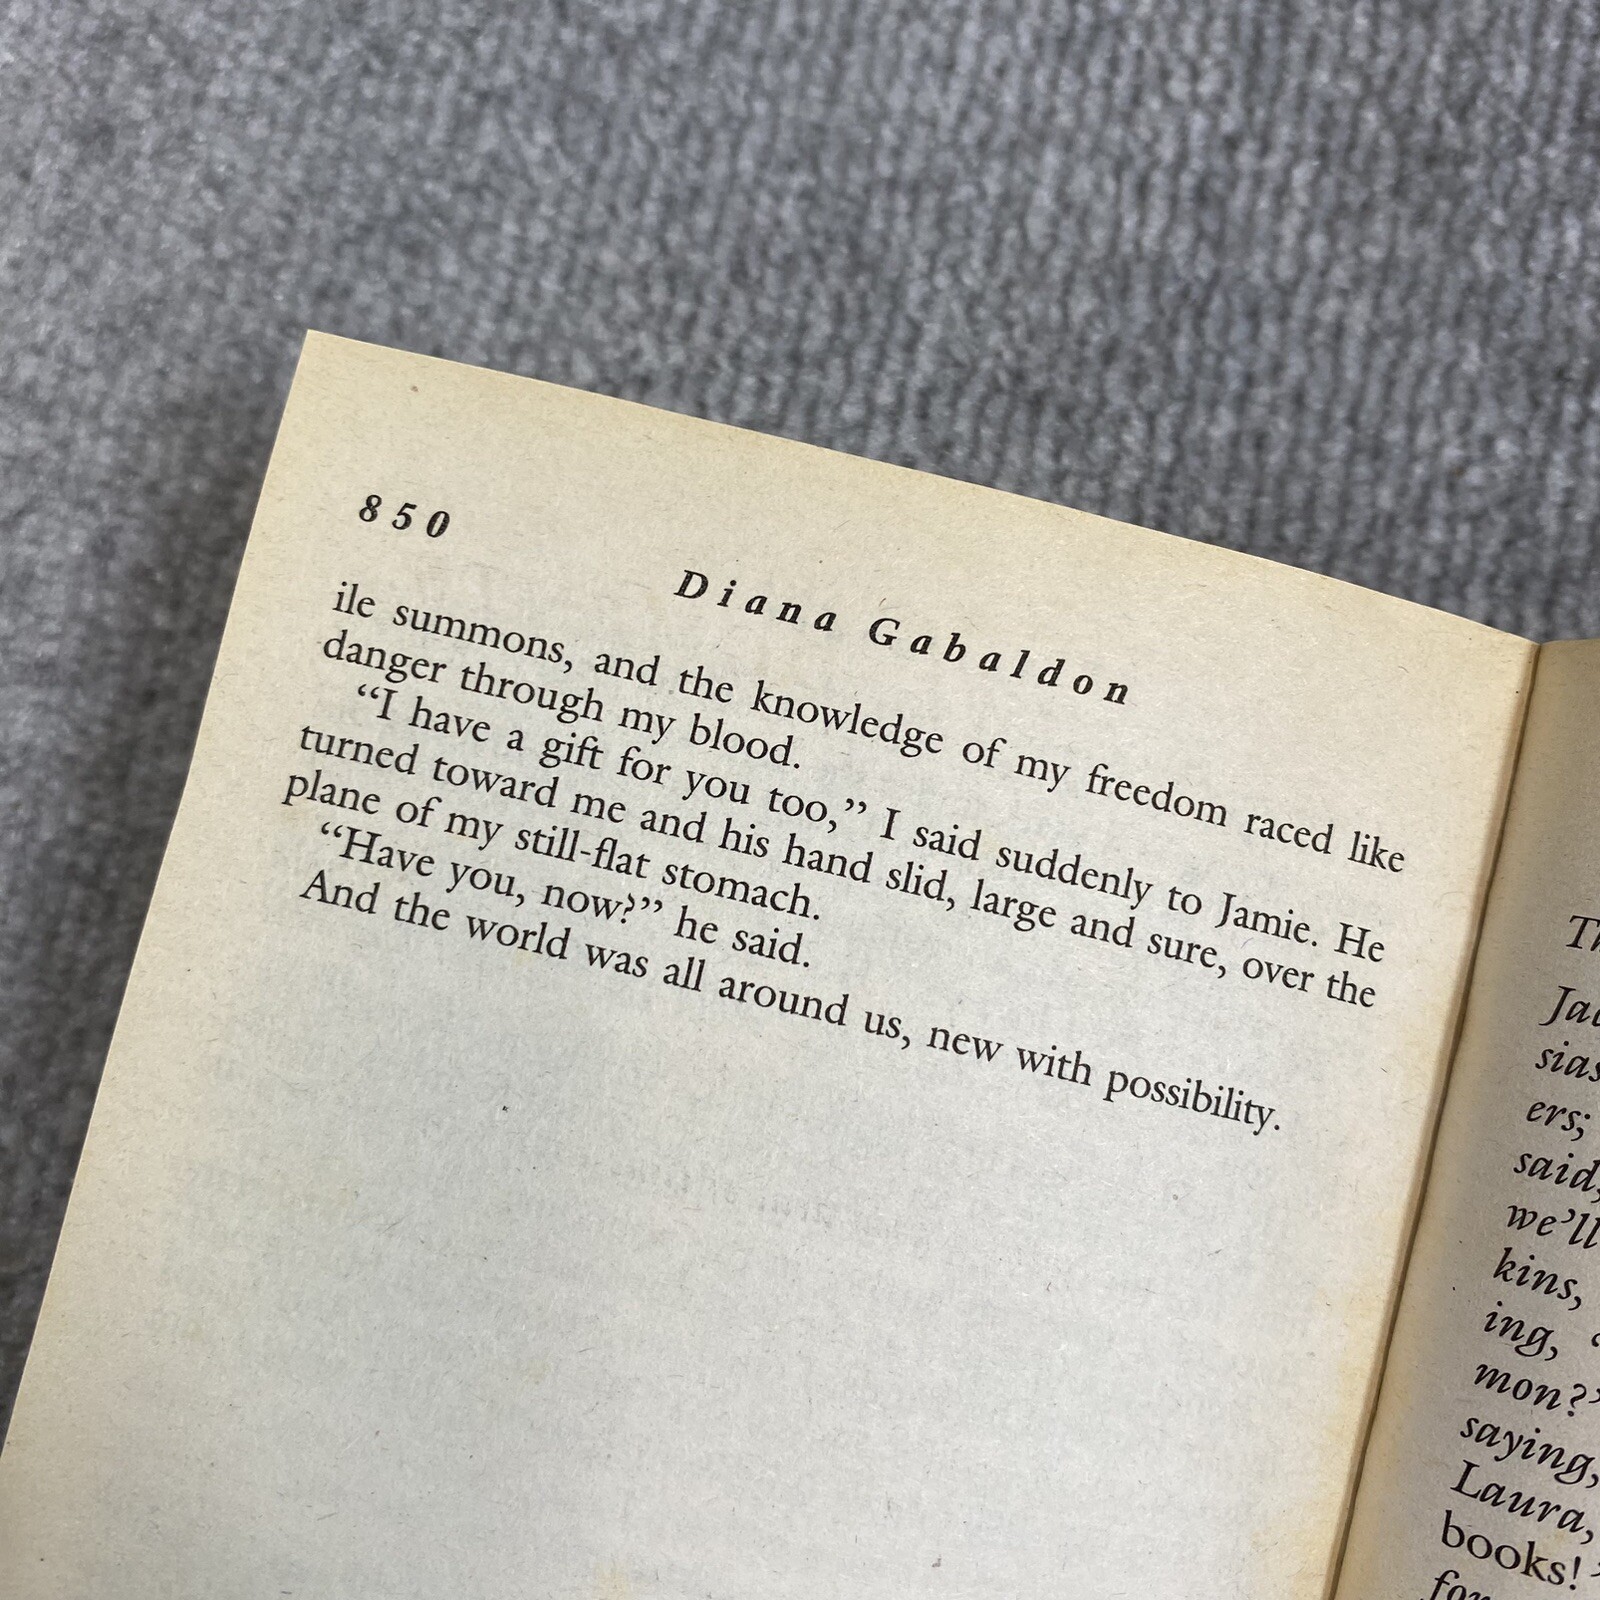 850
Diana Gabaldon
ile summons, and the knowledge of my freedom raced like
danger through my blood.
“I have a gift for you too,” I said suddenly to Jamie. He
turned toward me and his hand slid, large and sure, over the
plane of my still-flat stomach.
“Have you, now?” he said.
And the world was all around us, new with possibility.
ers;
said,
we’ll
kins,
ing,
mon?”
saying,
Laura,
books!